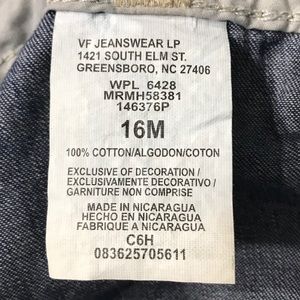 VF JEANSWEAR LP
1421 SOUTH ELM ST.
GREENSBORO, NC 27406
WPL 6428
MRMH58381
146376P
16M
100% COTTON/ALGODON/COTON
EXCLUSIVE OF DECORATION /
EXCLUSIVAMENTE DECORATIVO /
GARNITURE NON COMPRISE
MADE IN NICARAGUA
HECHO EN NICARAGUA
FABRIQUE A NICARAGUA
C6H
083625705611